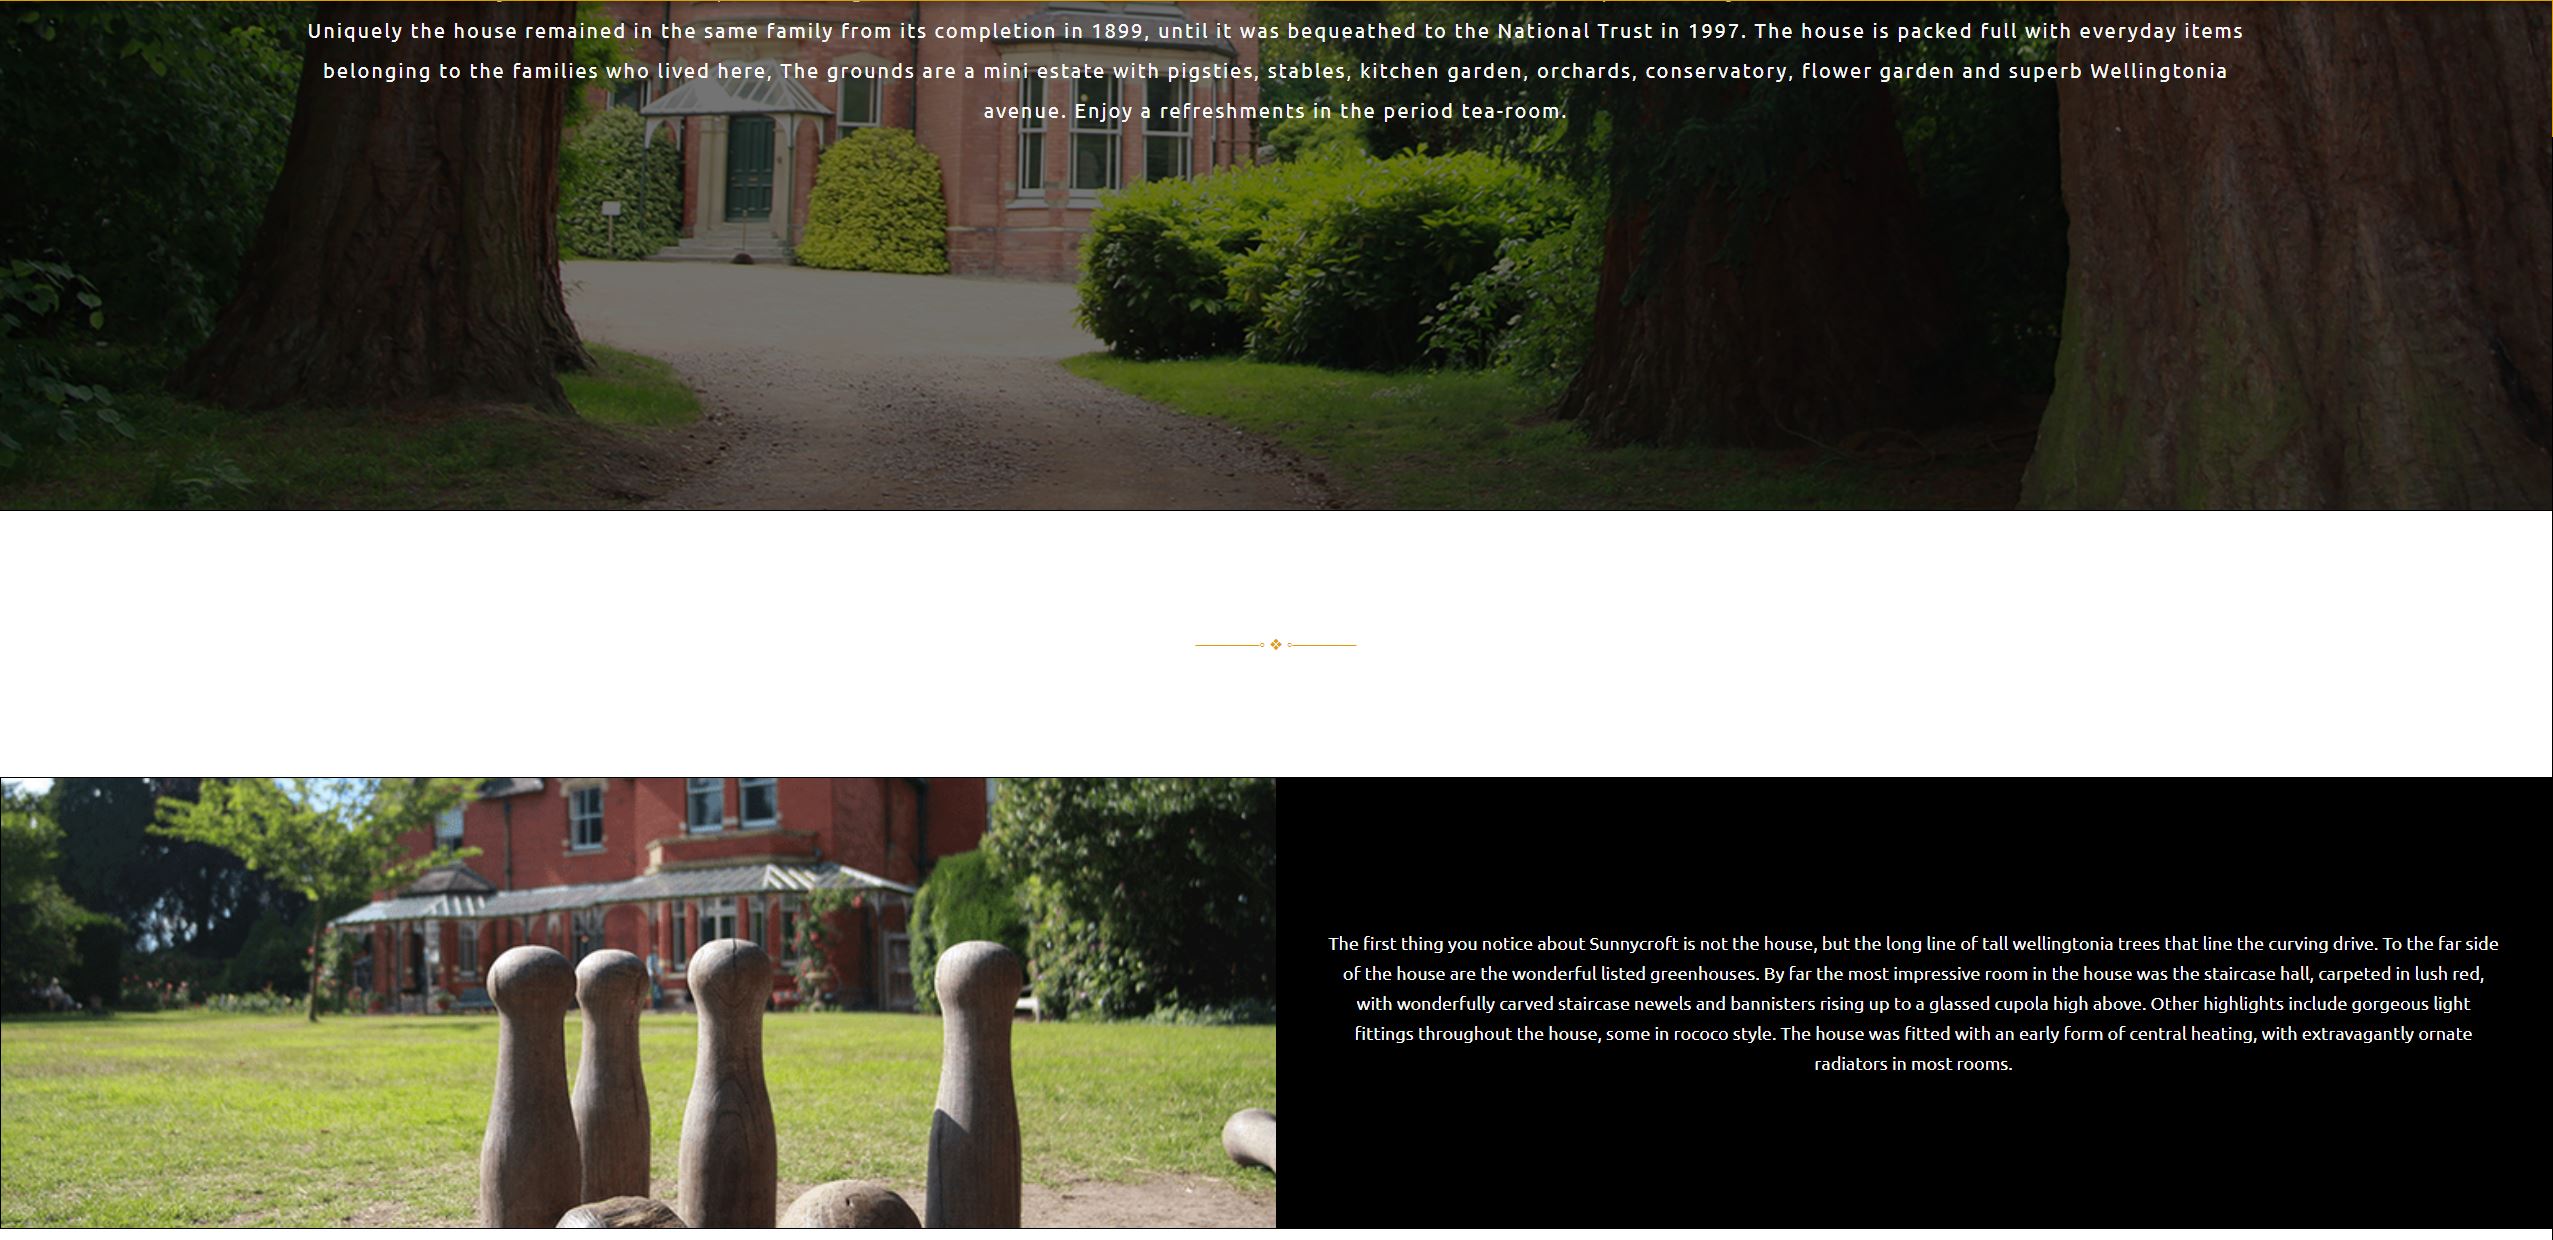 Uniquely the house remained in the same family from its completion in 1899, until it was bequeathed to the National Trust in 1997. The house is packed full with everyday items
belonging to the families who lived here, The grounds are a mini estate with pigsties, stables, kitchen garden, orchards, conservatory, flower garden and superb Wellingtonia
avenue. Enjoy a refreshments in the period tea-room.
The first thing you notice about Sunnycroft is not the house, but the long line of tall wellingtonia trees that line the curving drive. To the far side
of the house are the wonderful listed greenhouses. By far the most impressive room in the house was the staircase hall, carpeted in lush red,
with wonderfully carved staircase newels and bannisters rising up to a glassed cupola high above. Other highlights include gorgeous light
fittings throughout the house, some in rococo style. The house was fitted with an early form of central heating, with extravagantly ornate
radiators in most rooms.